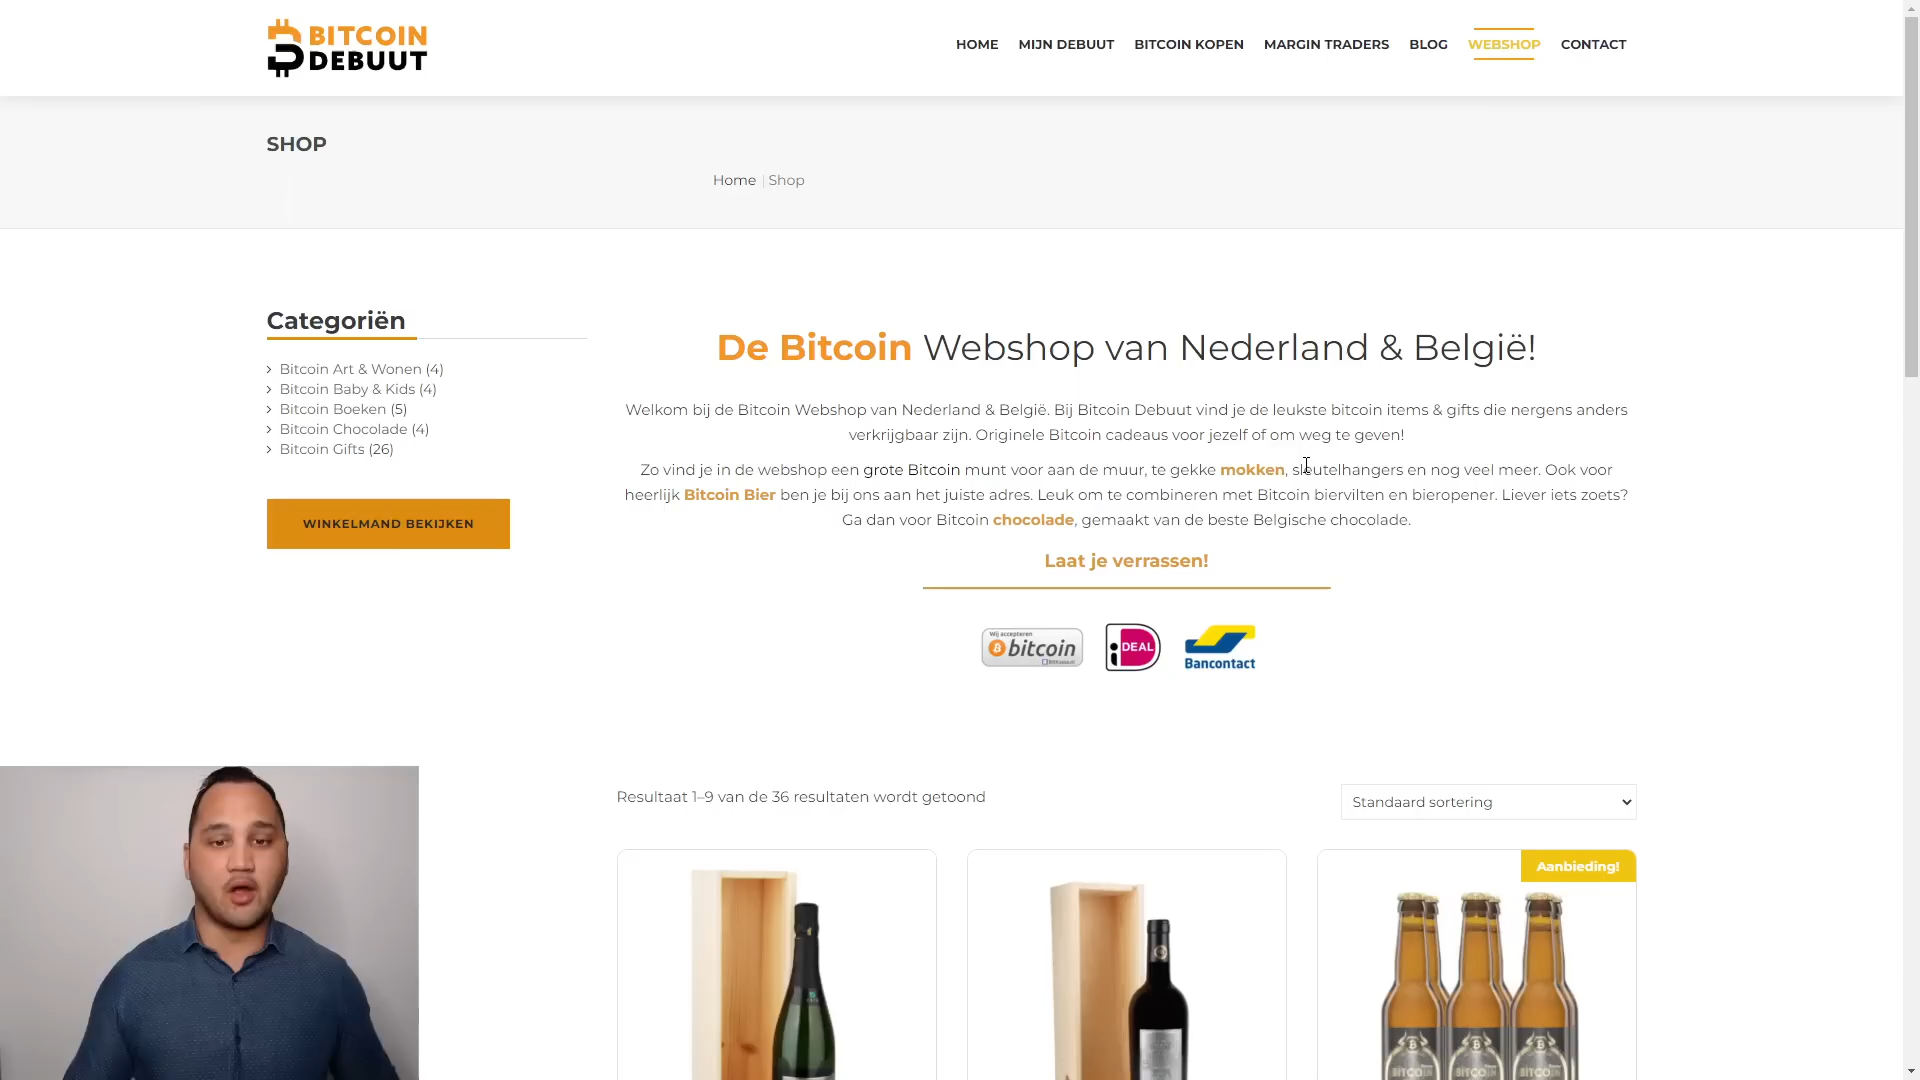 BITCOIN
DEBUUT
HOME MIJN DEBUUT BITCOIN KOPEN MARGIN TRADERS BLOG WEBSHOP CONTACT
SHOP
Home | Shop
Categoriën
Bitcoin Art & Wonen (4)
Bitcoin Baby & Kids (4)
Bitcoin Boeken (5)
Bitcoin Chocolade (4)
Bitcoin Gifts (26)
WINKELMAND BEKIJKEN
De Bitcoin Webshop van Nederland & België!
Welkom bij de Bitcoin Webshop van Nederland & België. Bij Bitcoin Debuut vind je de leukste bitcoin items & gifts die nergens anders
verkrijgbaar zijn. Originele Bitcoin cadeaus voor jezelf of om weg te geven!
Zo vind je in de webshop een grote Bitcoin munt voor aan de muur, te gekke mokken, sleutelhangers en nog veel meer. Ook voor
heerlijk Bitcoin Bier ben je bij ons aan het juiste adres. Leuk om te combineren met Bitcoin biervilten en bieropener. Liever iets zoets?
Ga dan voor Bitcoin chocolade, gemaakt van de beste Belgische chocolade.
Laat je verrassen!
Wij accepteren
bitcoin
iDEAL
Bancontact
Resultaat 1–9 van de 36 resultaten wordt getoond
Standaard sortering
Aanbieding!
BITCOIN BITCOIN BITCOIN